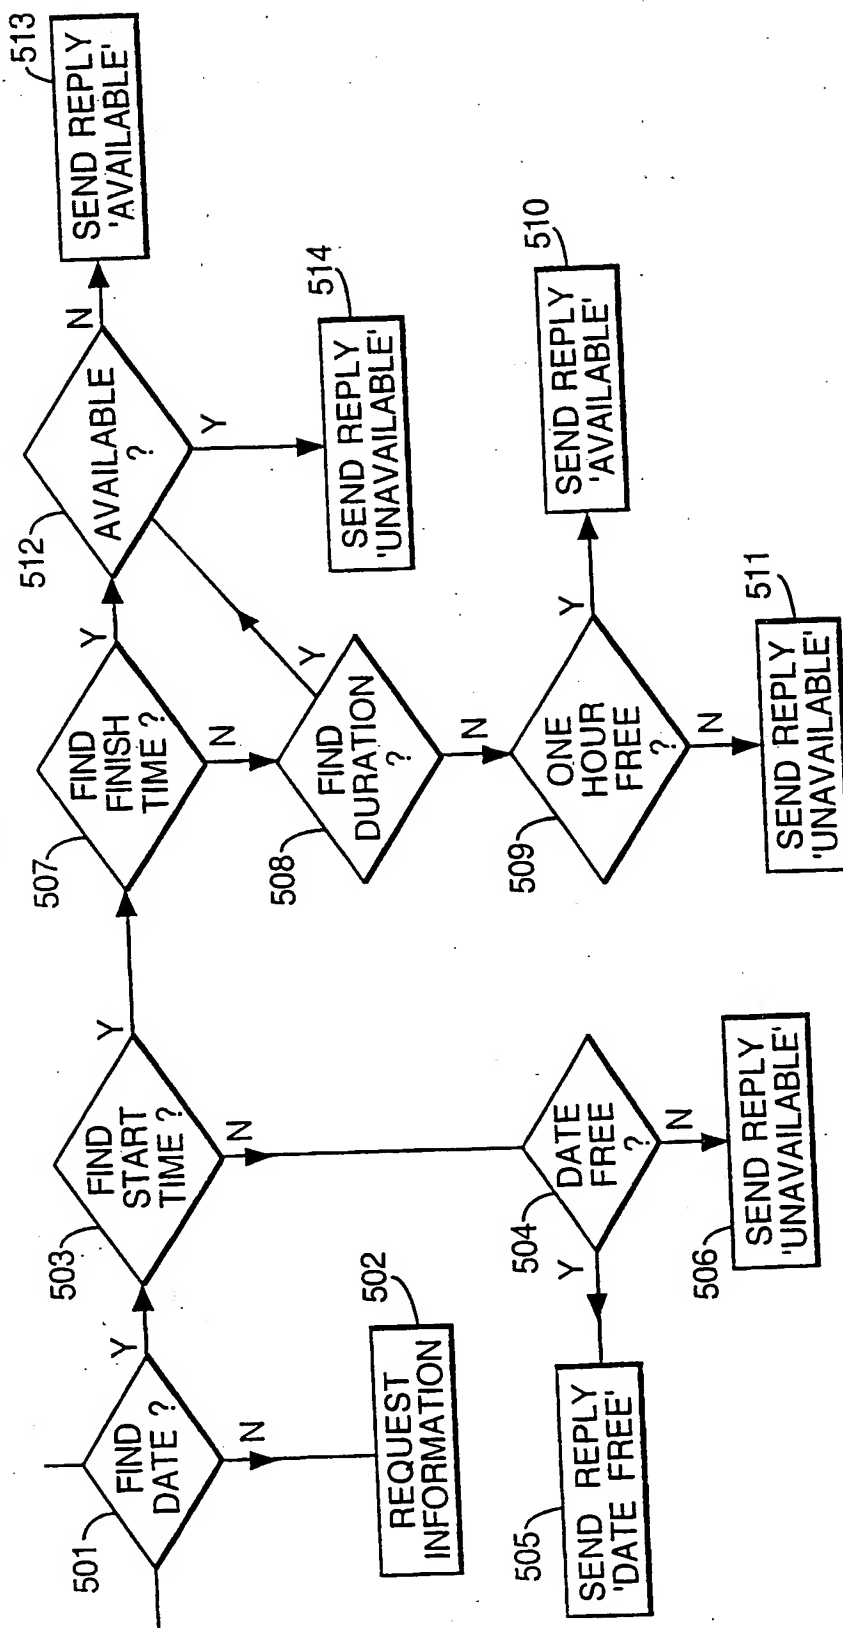 501
FIND
DATE ?
Y
N
502
REQUEST
INFORMATION
503
FIND
START
TIME ?
Y
N
504
DATE
FREE
?
Y
N
505
SEND REPLY
'DATE FREE'
506
SEND REPLY
'UNAVAILABLE'
507
FIND
FINISH
TIME ?
Y
N
508
FIND
DURATION
?
Y
N
509
ONE
HOUR
FREE
?
Y
N
510
SEND REPLY
'AVAILABLE'
511
SEND REPLY
'UNAVAILABLE'
512
AVAILABLE
?
N
Y
513
SEND REPLY
'AVAILABLE'
514
SEND REPLY
'UNAVAILABLE'